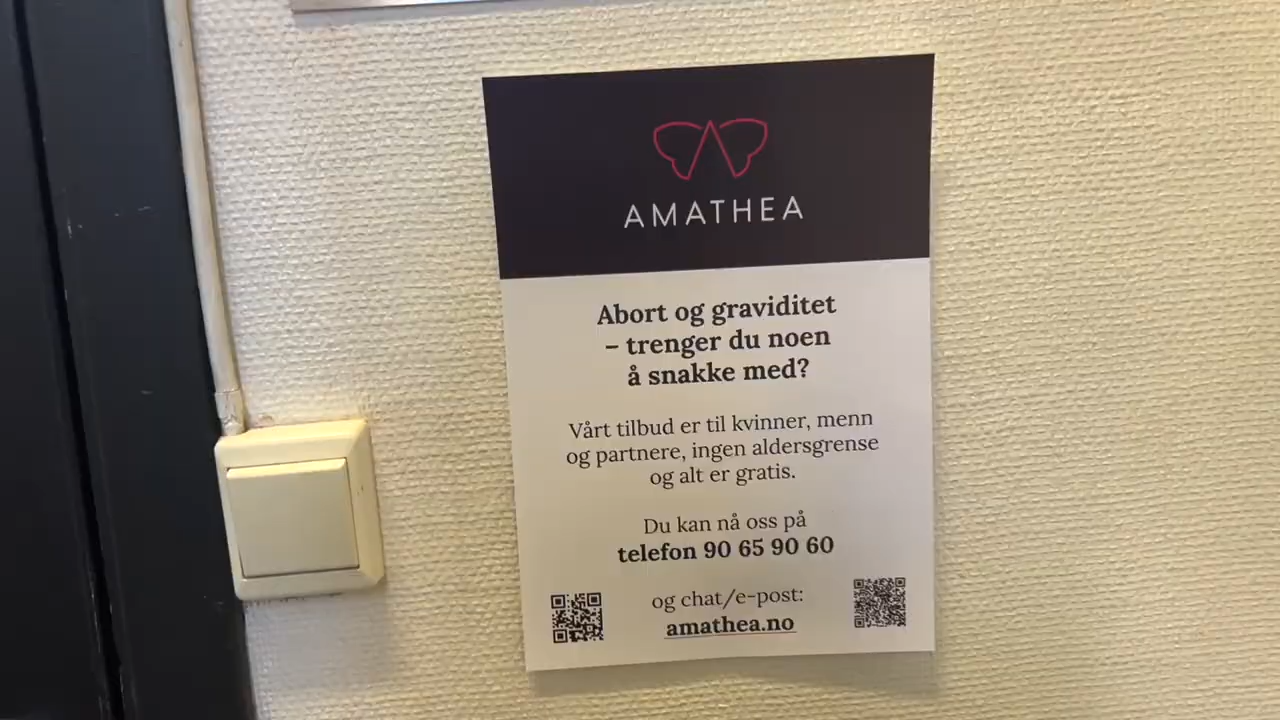 AMATHEA
Abort og graviditet
– trenger du noen
å snakke med?
Vårt tilbud er til kvinner, menn
og partnere, ingen aldersgrense
og alt er gratis.
Du kan nå oss på
telefon 90 65 90 60
og chat/e-post:
amathea.no